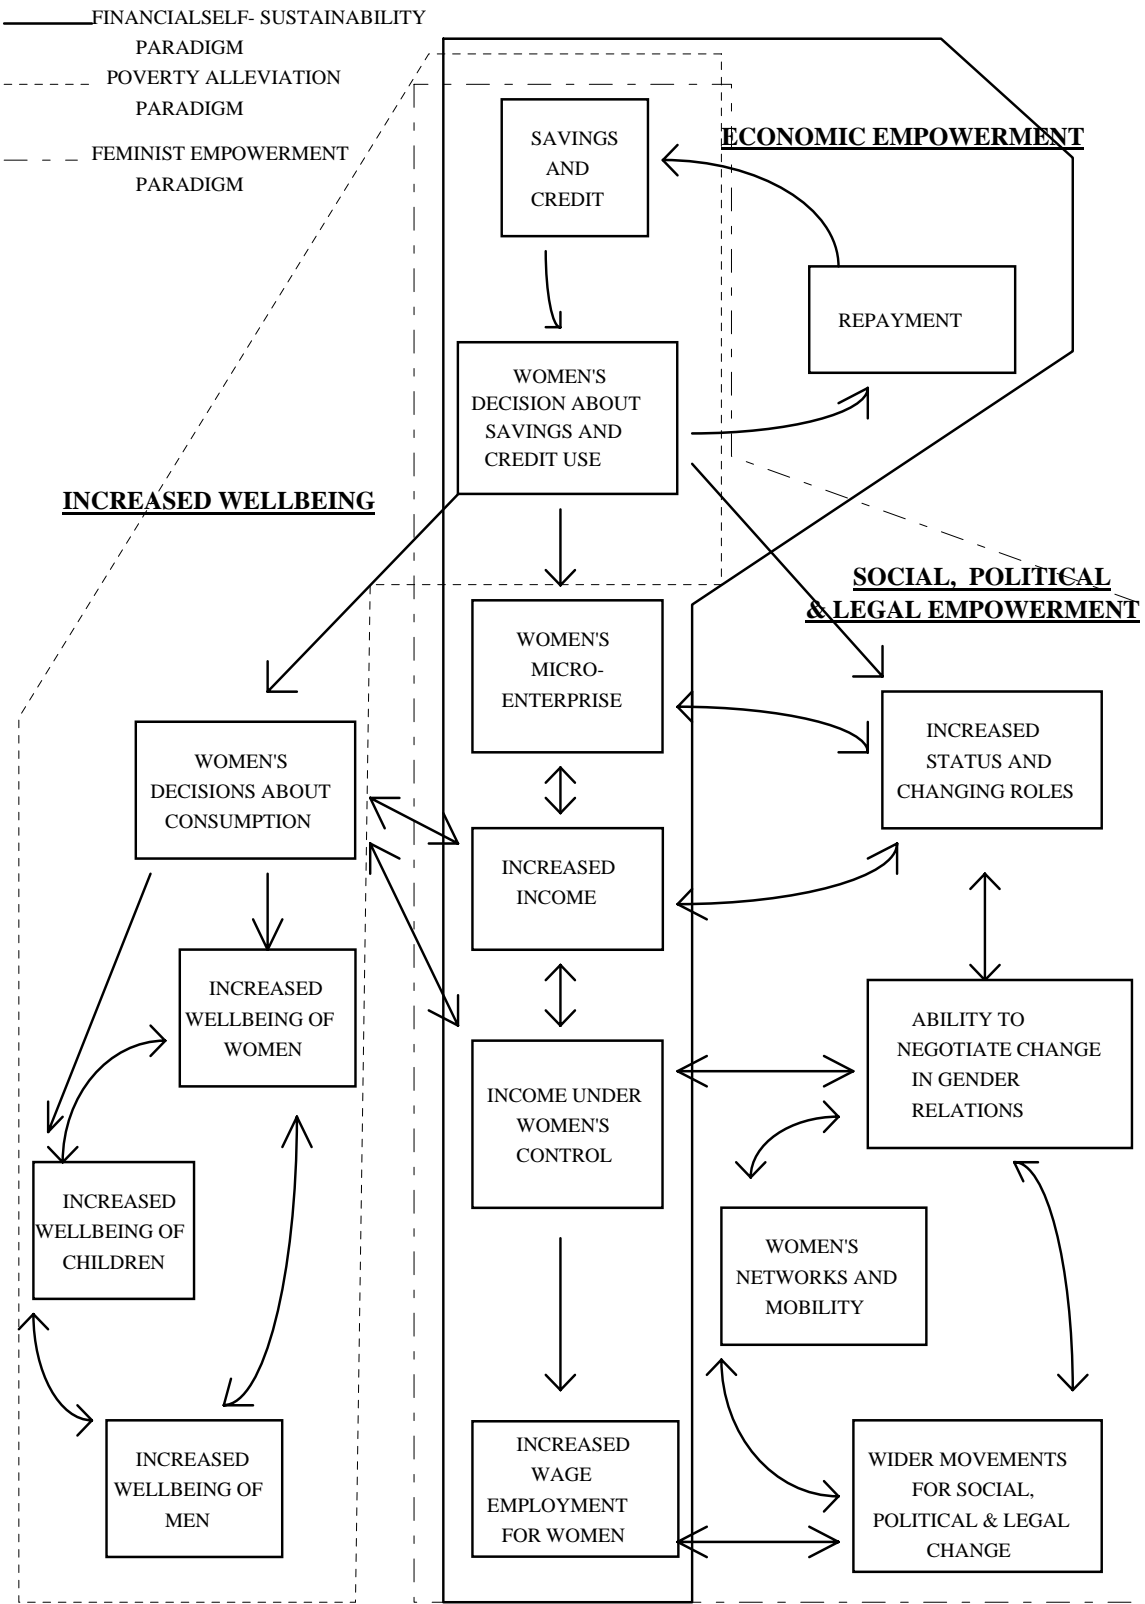 FINANCIALSELF- SUSTAINABILITY
PARADIGM
POVERTY ALLEVIATION
PARADIGM
FEMINIST EMPOWERMENT
PARADIGM
SAVINGS
AND
CREDIT
ECONOMIC EMPOWERMENT
REPAYMENT
WOMEN'S
DECISION ABOUT
SAVINGS AND
CREDIT USE
INCREASED WELLBEING
SOCIAL, POLITICAL
& LEGAL EMPOWERMENT
WOMEN'S
MICRO-
ENTERPRISE
INCREASED
STATUS AND
CHANGING ROLES
WOMEN'S
DECISIONS ABOUT
CONSUMPTION
INCREASED
INCOME
INCREASED
WELLBEING OF
WOMEN
ABILITY TO
NEGOTIATE CHANGE
IN GENDER
RELATIONS
INCOME UNDER
WOMEN'S
CONTROL
INCREASED
WELLBEING OF
CHILDREN
WOMEN'S
NETWORKS AND
MOBILITY
INCREASED
WELLBEING OF
MEN
INCREASED
WAGE
EMPLOYMENT
FOR WOMEN
WIDER MOVEMENTS
FOR SOCIAL,
POLITICAL & LEGAL
CHANGE